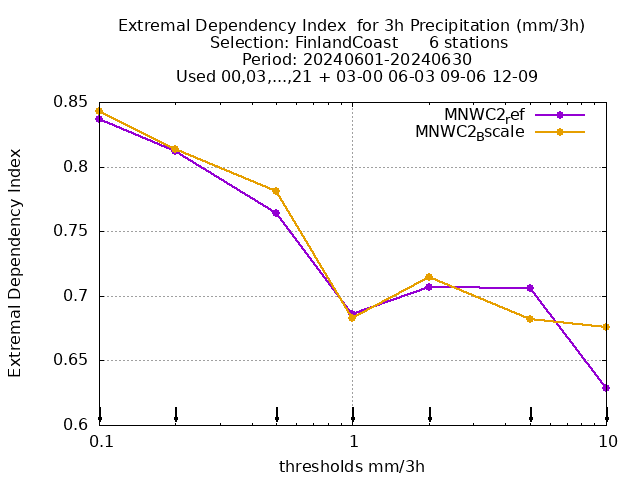 Extremal Dependency Index  for 3h Precipitation (mm/3h)
Selection: FinlandCoast      6 stations
Period: 20240601-20240630
Used 00,03,...,21 + 03-00 06-03 09-06 12-09
MNWC2ref
MNWC2Bscale
0.85
0.8
0.75
0.7
0.65
0.6
Extremal Dependency Index
0.1
1
10
thresholds mm/3h